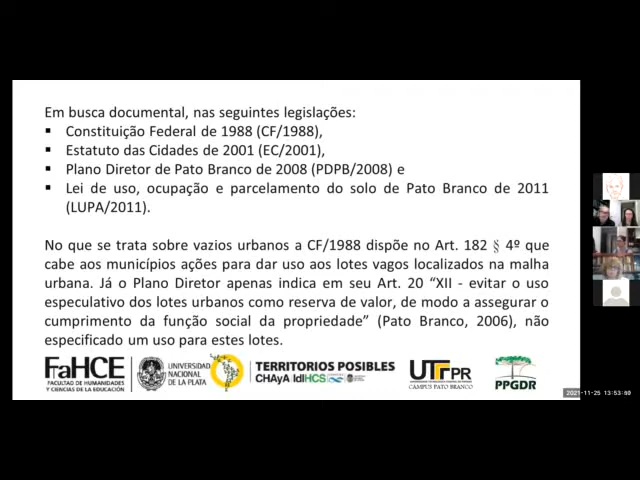 Em busca documental, nas seguintes legislações:
▪ Constituição Federal de 1988 (CF/1988),
▪ Estatuto das Cidades de 2001 (EC/2001),
▪ Plano Diretor de Pato Branco de 2008 (PDPB/2008) e
▪ Lei de uso, ocupação e parcelamento do solo de Pato Branco de 2011
(LUPA/2011).
No que se trata sobre vazios urbanos a CF/1988 dispõe no Art. 182 § 4º que
cabe aos municípios ações para dar uso aos lotes vagos localizados na malha
urbana. Já o Plano Diretor apenas indica em seu Art. 20 “XII - evitar o uso
especulativo dos lotes urbanos como reserva de valor, de modo a assegurar o
cumprimento da função social da propriedade” (Pato Branco, 2006), não
especificado um uso para estes lotes.
FaHCE
FACULTAD DE HUMANIDADES
Y CIENCIAS DE LA EDUCACIÓN
UNIVERSIDAD
NACIONAL
DE LA PLATA
TERRITORIOS POSIBLES
CHAyA IdIHCS
UTFPR
CAMPUS PATO BRANCO
PPGDR
2021-11-25 13:53:49